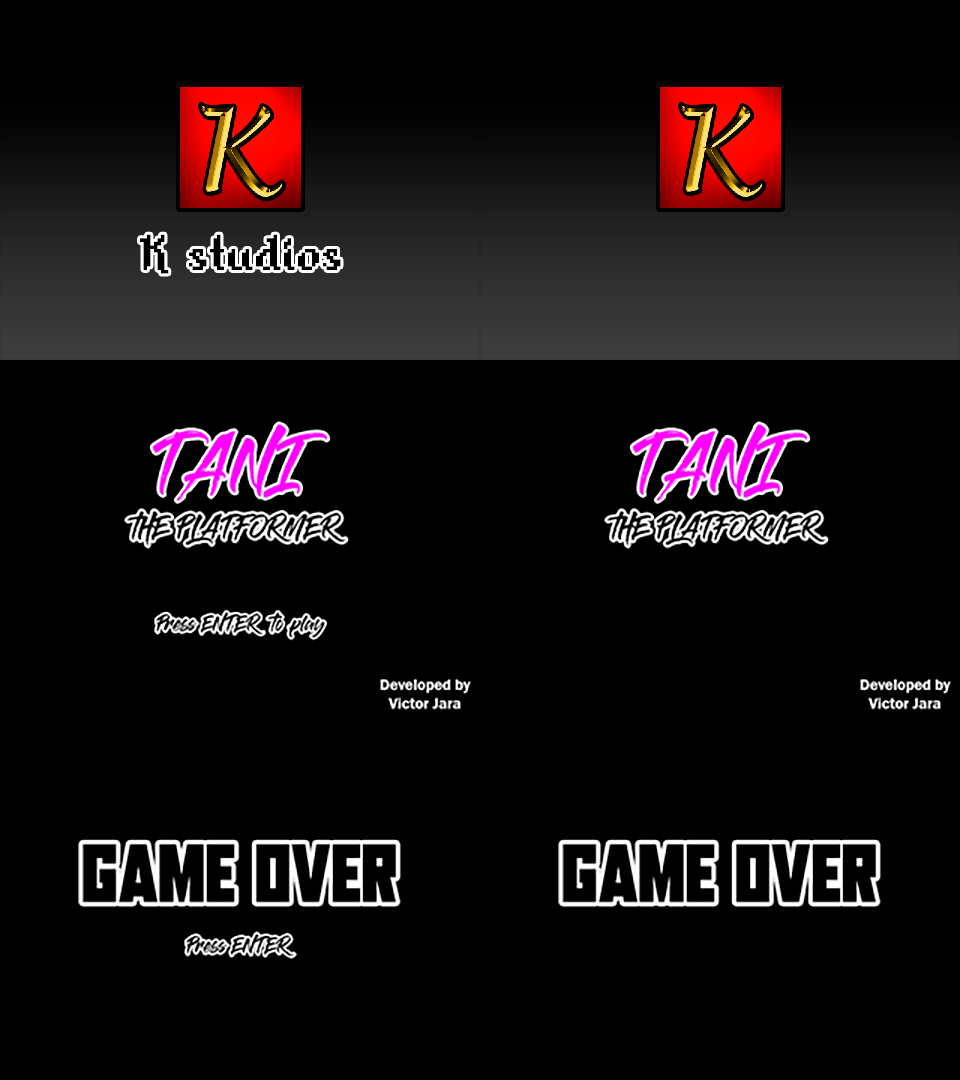 K
K
K studios
TANI
THE PLATFORMER
TANI
THE PLATFORMER
Press ENTER to play
Developed by
Victor Jara
Developed by
Victor Jara
GAME OVER
GAME OVER
Press ENTER